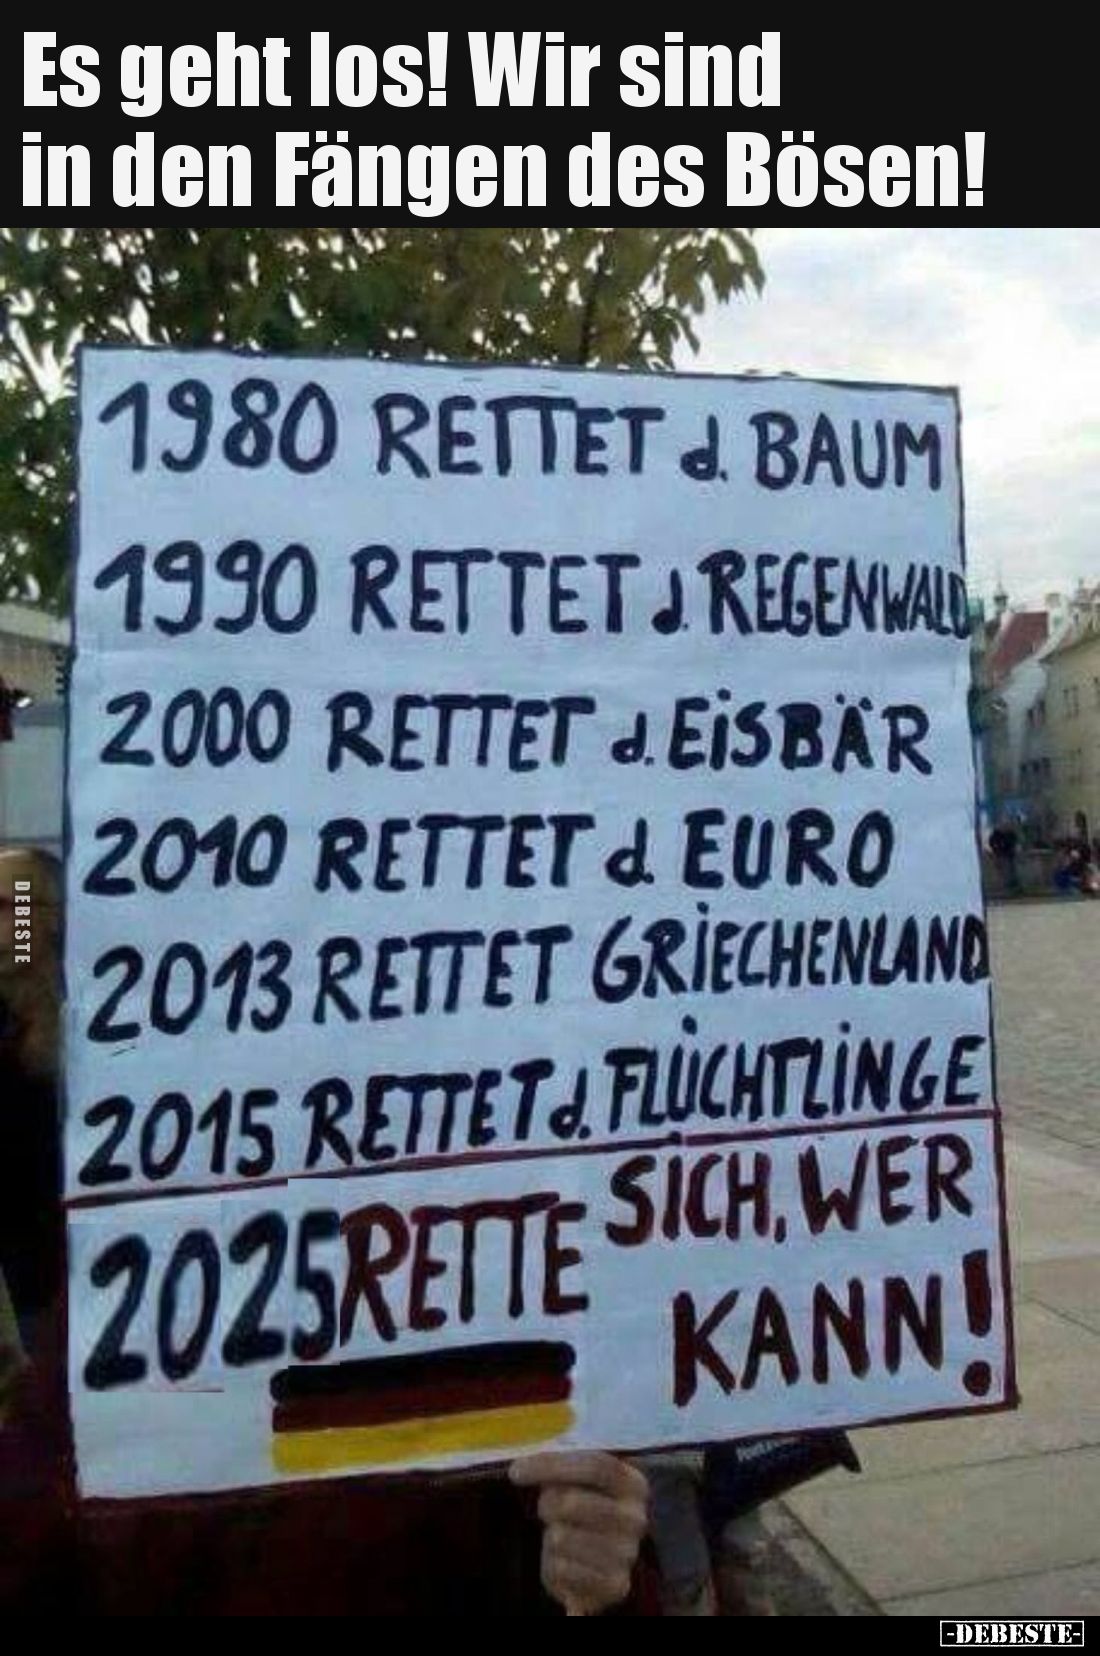 Es geht los! Wir sind
in den Fängen des Bösen!
1980 RETTET d. BAUM
1990 RETTET d. REGENWALD
2000 RETTET d. EiSBÄR
2010 RETTET d EURO
2013 RETTET GRiECHENLAND
2015 RETTET d. FLÜCHTLiNGE
2025 RETTE SiCH, WER
KANN!
DEBESTE
-DEBESTE-